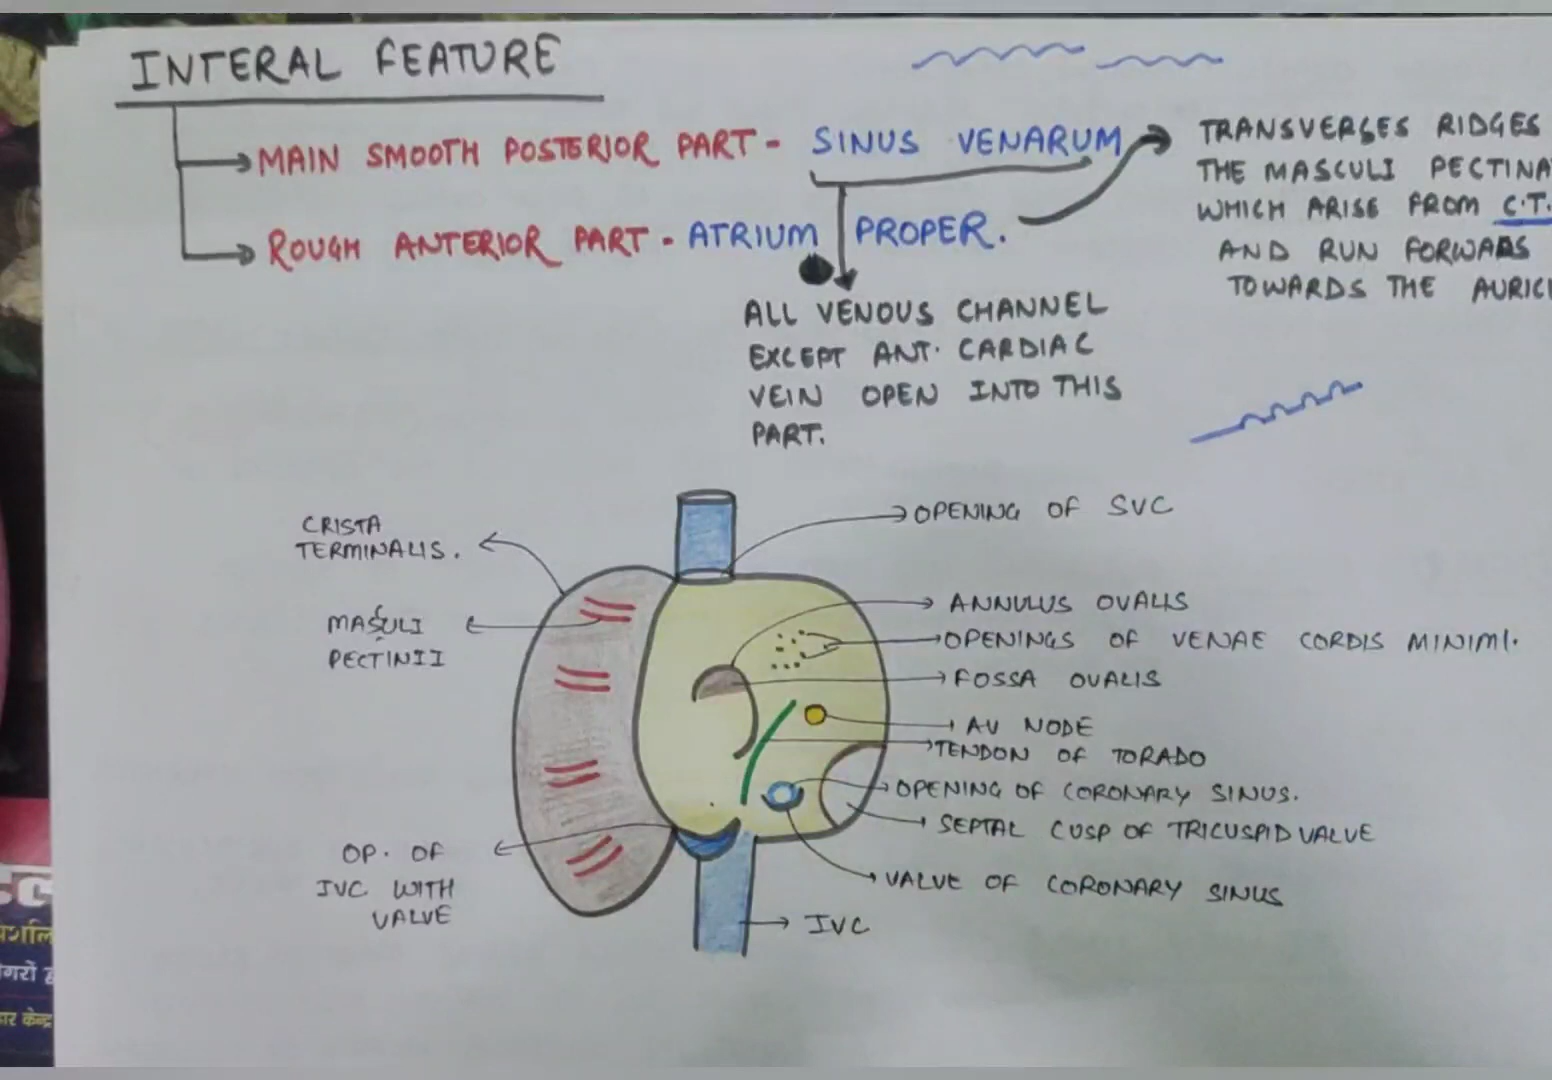 INTERAL FEATURE
MAIN SMOOTH POSTERIOR PART - SINUS VENARUM
ROUGH ANTERIOR PART - ATRIUM PROPER.
TRANSVERSES RIDGES
THE MASCULI PECTINA
WHICH ARISE FROM C.T.
AND RUN FORWARS
TOWARDS THE AURIC
ALL VENOUS CHANNEL
EXCEPT ANT. CARDIAC
VEIN OPEN INTO THIS
PART.
CRISTA
TERMINALIS.
MASULI
PECTINII
OP. OF
IVC WITH
VALVE
OPENING OF SVC
ANNULUS OVALIS
OPENINGS OF VENAE CORDIS MINIMI.
FOSSA OVALIS
AV NODE
TENDON OF TORADO
OPENING OF CORONARY SINUS.
SEPTAL CUSP OF TRICUSPID VALVE
VALVE OF CORONARY SINUS
IVC